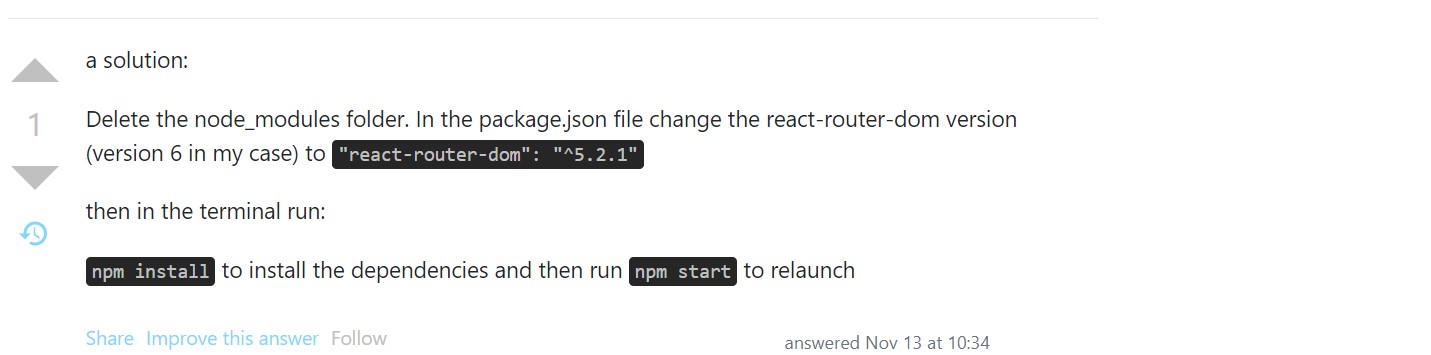 a solution:
1
Delete the node_modules folder. In the package.json file change the react-router-dom version
(version 6 in my case) to "react-router-dom": "^5.2.1"
then in the terminal run:
npm install to install the dependencies and then run npm start to relaunch
Share Improve this answer Follow
answered Nov 13 at 10:34